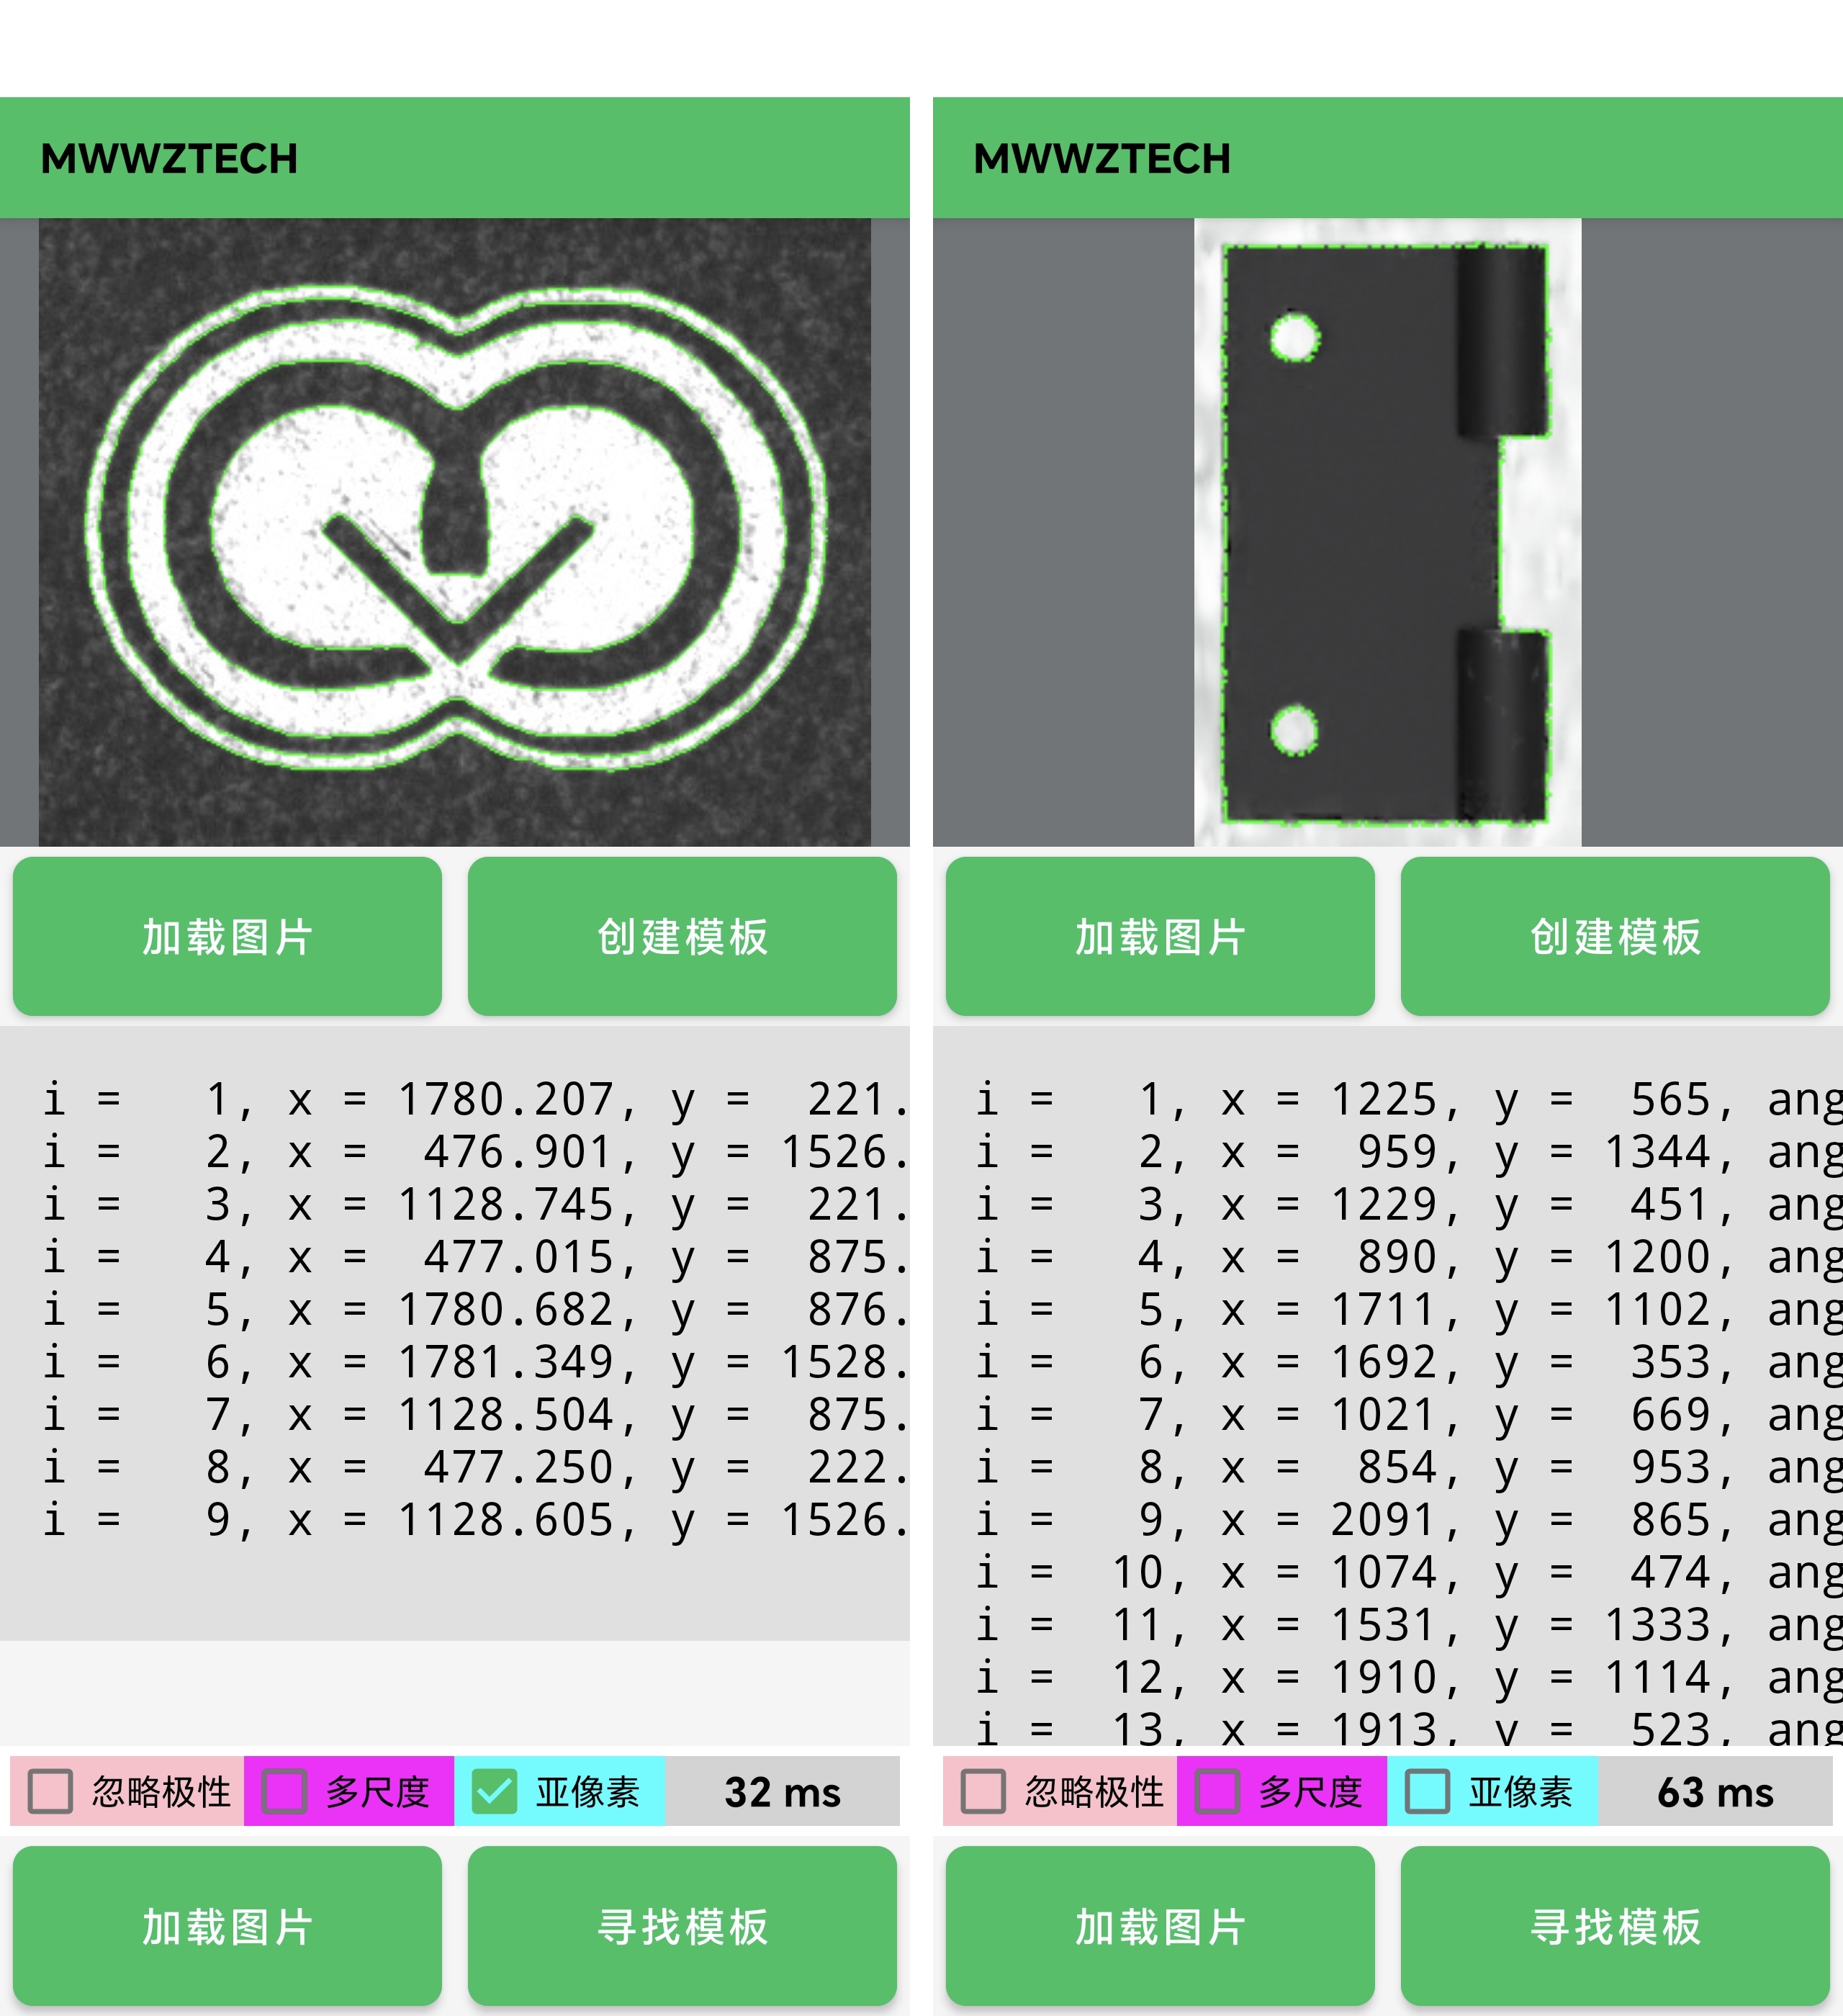 MWWZTECH
加载图片 创建模板
i =   1, x = 1780.207, y =  221.
i =   2, x =  476.901, y = 1526.
i =   3, x = 1128.745, y =  221.
i =   4, x =  477.015, y =  875.
i =   5, x = 1780.682, y =  876.
i =   6, x = 1781.349, y = 1528.
i =   7, x = 1128.504, y =  875.
i =   8, x =  477.250, y =  222.
i =   9, x = 1128.605, y = 1526.
忽略极性 多尺度 亚像素 32 ms
加载图片 寻找模板
MWWZTECH
加载图片 创建模板
i =   1, x = 1225, y =  565, ang
i =   2, x =  959, y = 1344, ang
i =   3, x = 1229, y =  451, ang
i =   4, x =  890, y = 1200, ang
i =   5, x = 1711, y = 1102, ang
i =   6, x = 1692, y =  353, ang
i =   7, x = 1021, y =  669, ang
i =   8, x =  854, y =  953, ang
i =   9, x = 2091, y =  865, ang
i =  10, x = 1074, y =  474, ang
i =  11, x = 1531, y = 1333, ang
i =  12, x = 1910, y = 1114, ang
i =  13, x = 1913, y =  523, ang
忽略极性 多尺度 亚像素 63 ms
加载图片 寻找模板